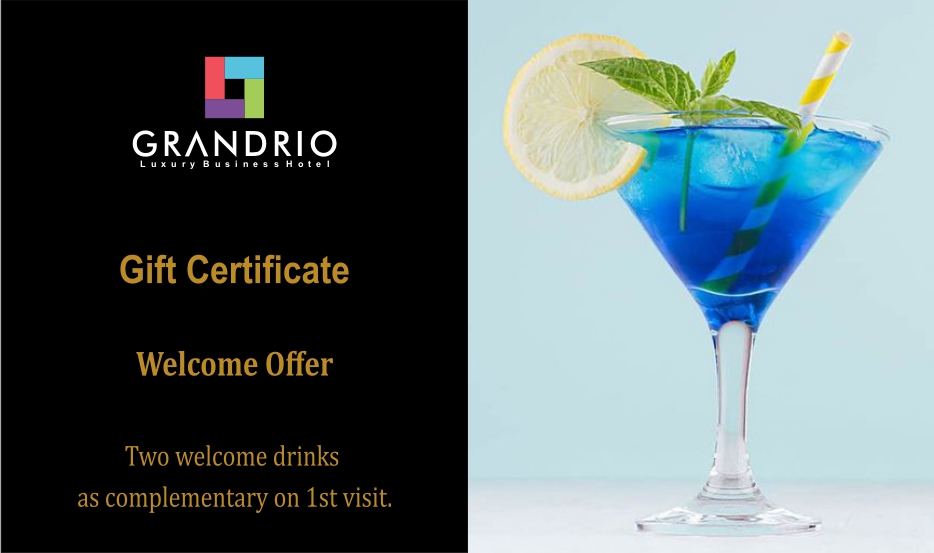 GRANDRIO
Luxury Business Hotel
Gift Certificate
Welcome Offer
Two welcome drinks
as complementary on 1st visit.